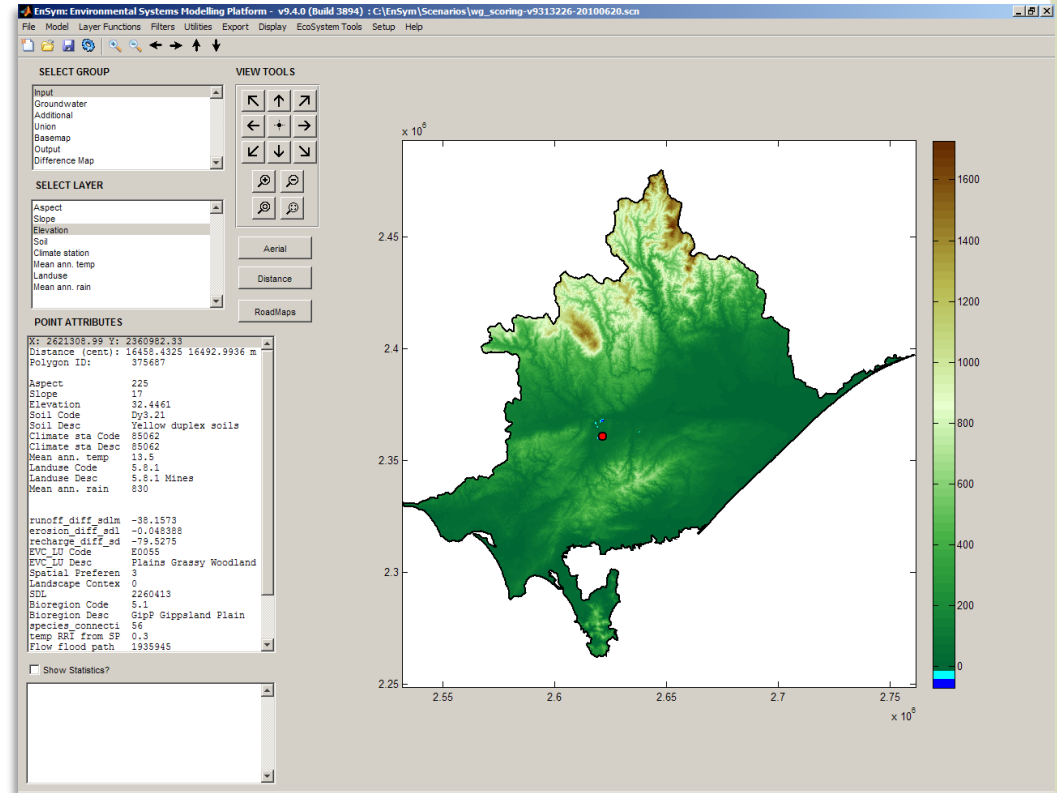 EnSym: Environmental Systems Modelling Platform - v9.4.0 (Build 3894) : C:\EnSym\Scenarios\wg_scoring-v9313226-20100620.scn
File Model Layer Functions Filters Utilities Export Display EcoSystem Tools Setup Help
SELECT GROUP
Input
Groundwater
Additional
Union
Basemap
Output
Difference Map
VIEW TOOLS
SELECT LAYER
Aspect
Slope
Elevation
Soil
Climate station
Mean ann. temp
Landuse
Mean ann. rain
Aerial
Distance
RoadMaps
POINT ATTRIBUTES
X: 2621308.99 Y: 2360982.33
Distance (cent): 16458.4325 16492.9936 m
Polygon ID: 375687
Aspect 225
Slope 17
Elevation 32.4461
Soil Code Dy3.21
Soil Desc Yellow duplex soils
Climate sta Code 85062
Climate sta Desc 85062
Mean ann. temp 13.5
Landuse Code 5.8.1
Landuse Desc 5.8.1 Mines
Mean ann. rain 830
runoff_diff_sdlm -38.1573
erosion_diff_sdl -0.048388
recharge_diff_sd -79.5275
EVC_LU Code E0055
EVC_LU Desc Plains Grassy Woodland
Spatial Preferen 3
Landscape Contex 0
SDL 2260413
Bioregion Code 5.1
Bioregion Desc GipP Gippsland Plain
species_connecti 56
temp RRI from SP 0.3
Flow flood path 1935945
Show Statistics?
x 10^6
2.45
2.4
2.35
2.3
2.25
2.55 2.6 2.65 2.7 2.75
x 10^6
1600
1400
1200
1000
800
600
400
200
0